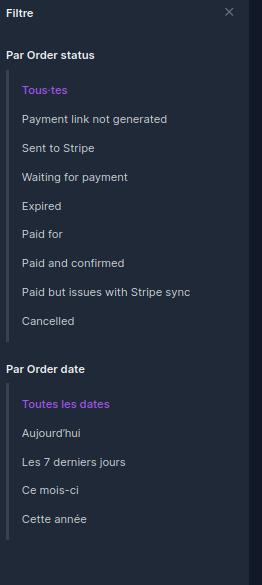 Filtre
Par Order status
Tous·tes
Payment link not generated
Sent to Stripe
Waiting for payment
Expired
Paid for
Paid and confirmed
Paid but issues with Stripe sync
Cancelled
Par Order date
Toutes les dates
Aujourd'hui
Les 7 derniers jours
Ce mois-ci
Cette année